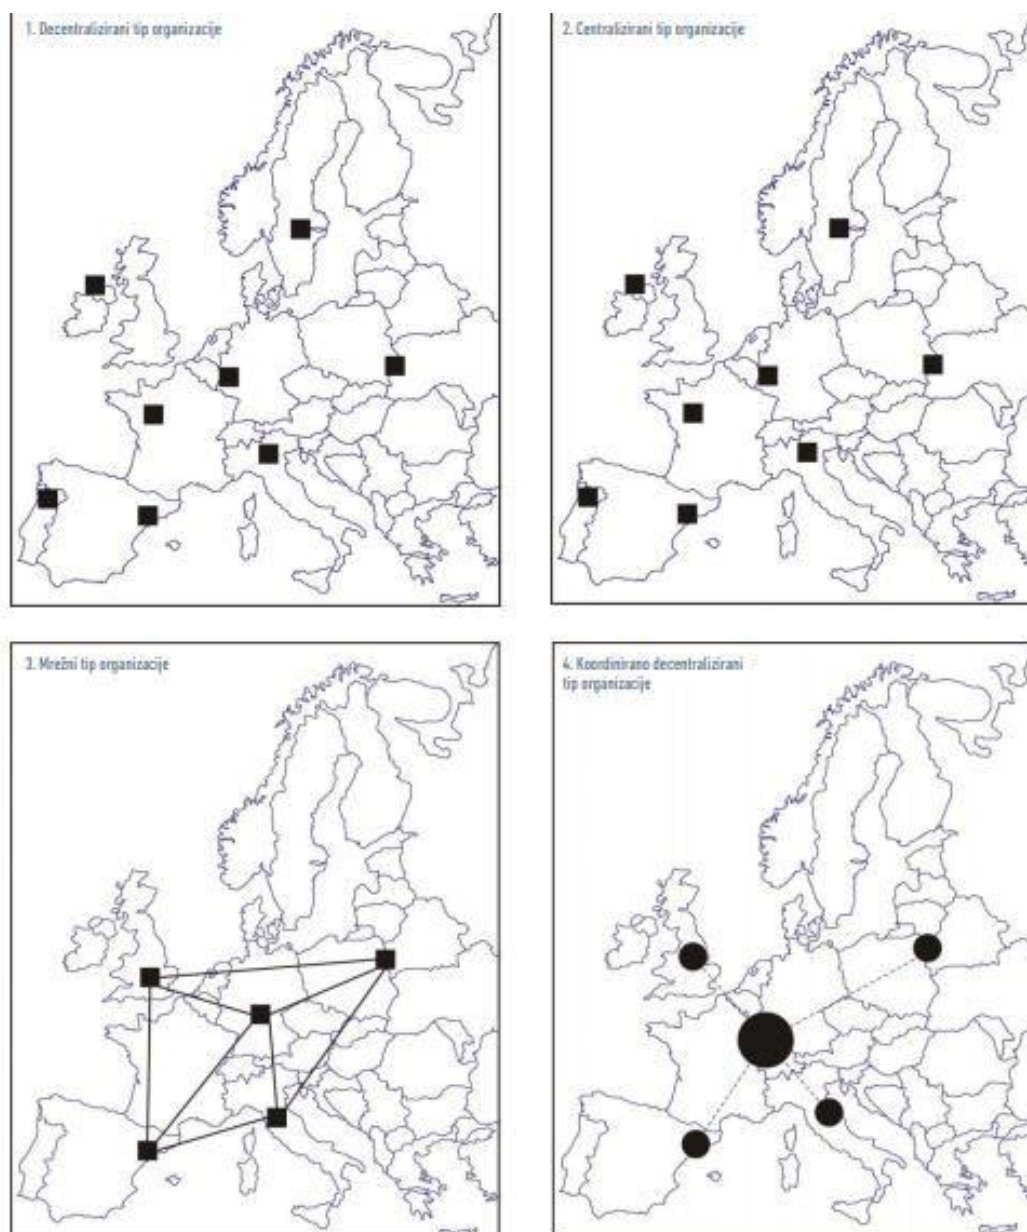 1. Decentralizirani tip organizacije
2. Centralizirani tip organizacije
3. Mrežni tip organizacije
4. Koordinirano decentralizirani
tip organizacije